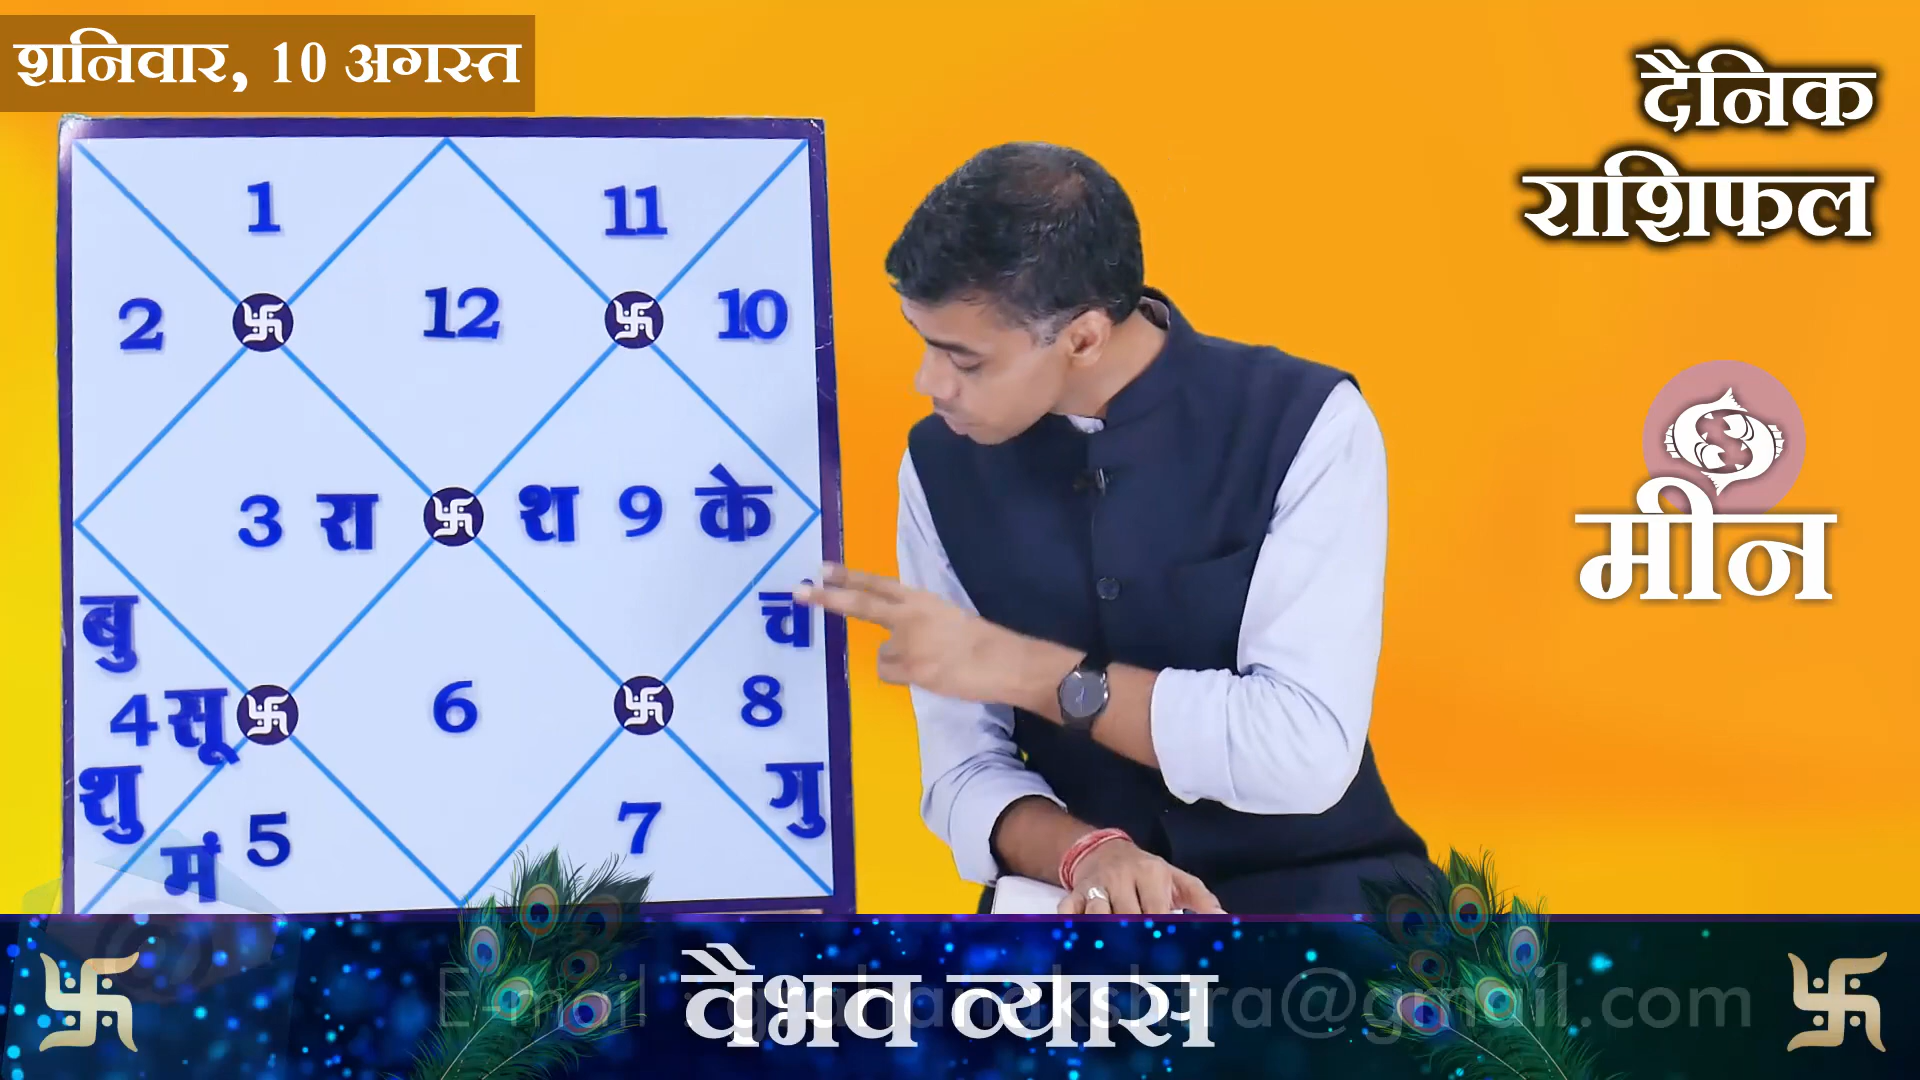 शनिवार, 10 अगस्त
दैनिक
राशिफल
मीन
1
11
2
12
10
3 रा
श 9 के
बु
चं
4 सू
6
8
शु
गु
मं 5
7
वैभव व्यास